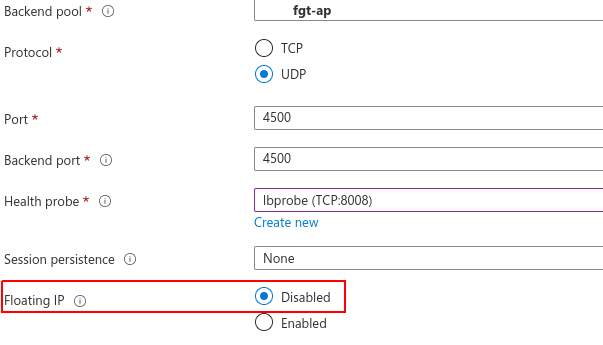 Backend pool *
fgt-ap
Protocol *
TCP
UDP
Port *
4500
Backend port *
4500
Health probe *
lbprobe (TCP:8008)
Create new
Session persistence
None
Floating IP
Disabled
Enabled